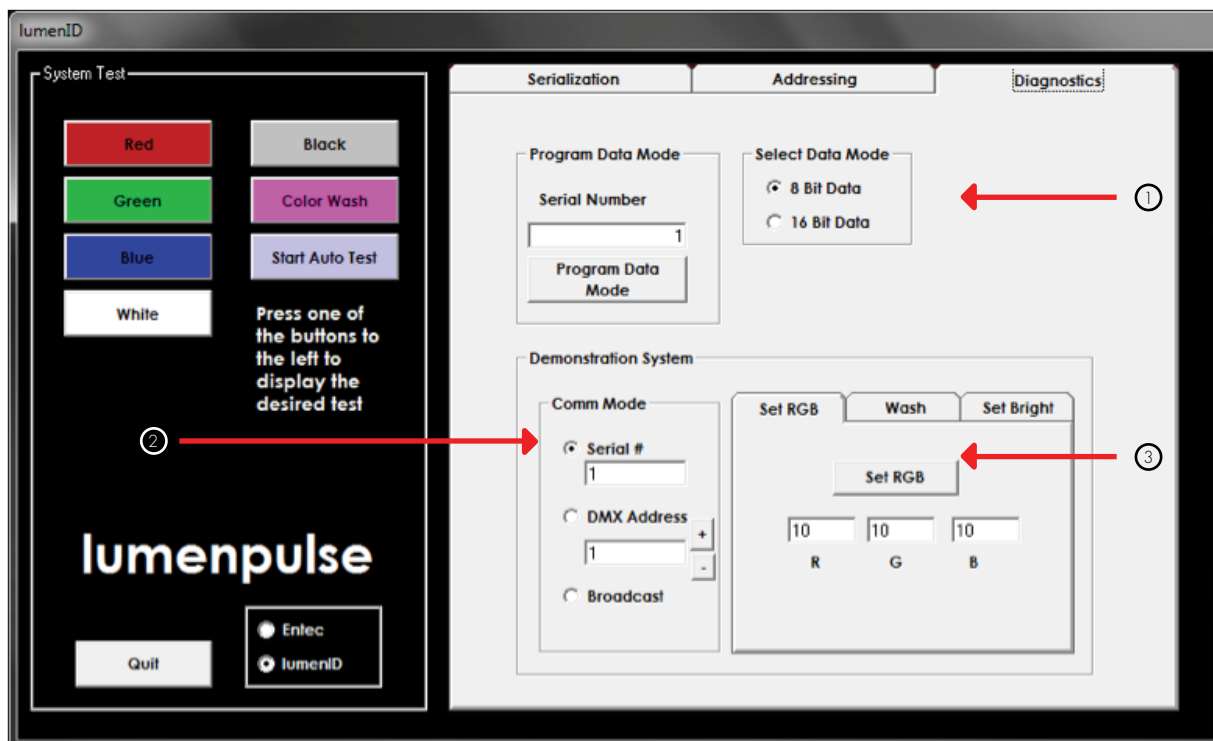 lumenID
System Test
Red
Black
Green
Color Wash
Blue
Start Auto Test
White
Press one of
the buttons to
the left to
display the
desired test
lumenpulse
Quit
Entec
lumenID
Serialization
Addressing
Diagnostics
Program Data Mode
Serial Number
1
Program Data
Mode
Select Data Mode
8 Bit Data
16 Bit Data
1
Demonstration System
Comm Mode
2
Serial #
1
DMX Address
1
+
-
Broadcast
Set RGB
Wash
Set Bright
Set RGB
3
10
10
10
R
G
B